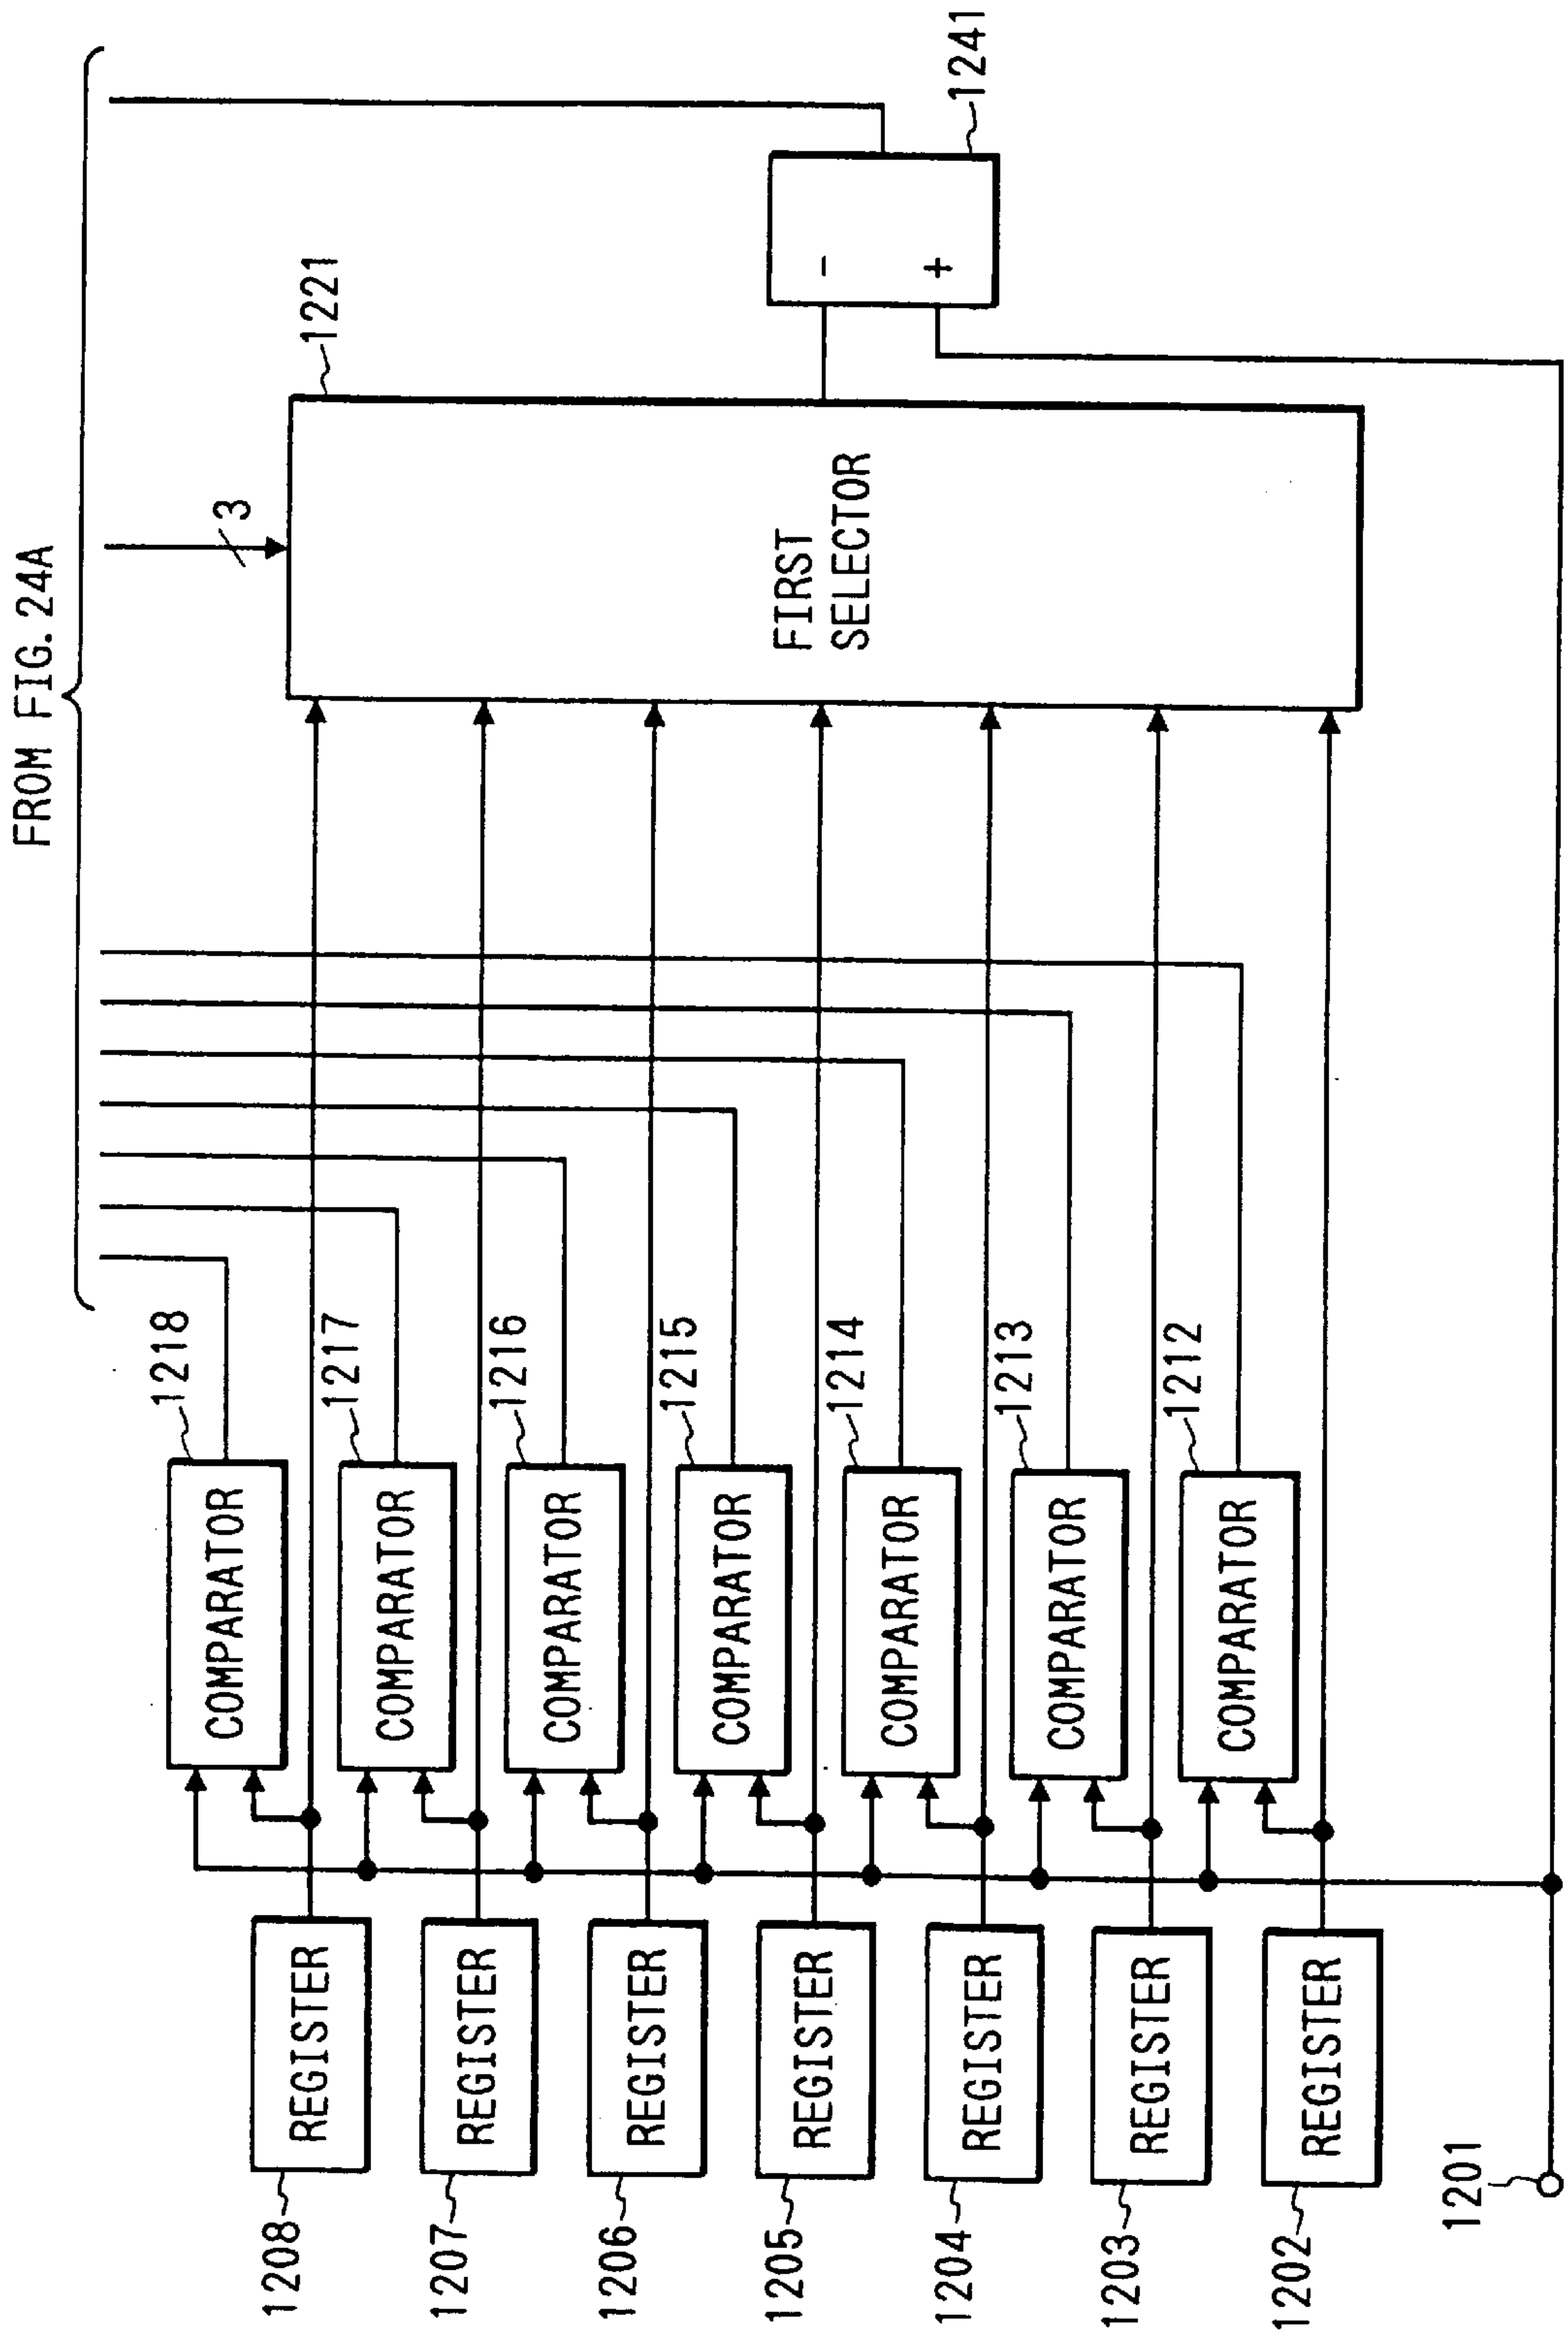 FROM FIG. 24A
1241
1221
3
-
+
FIRST
SELECTOR
1218
COMPARATOR
1217
COMPARATOR
1216
COMPARATOR
1215
COMPARATOR
1214
COMPARATOR
1213
COMPARATOR
1212
COMPARATOR
REGISTER
1208
REGISTER
1207
REGISTER
1206
REGISTER
1205
REGISTER
1204
REGISTER
1203
REGISTER
1202
1201